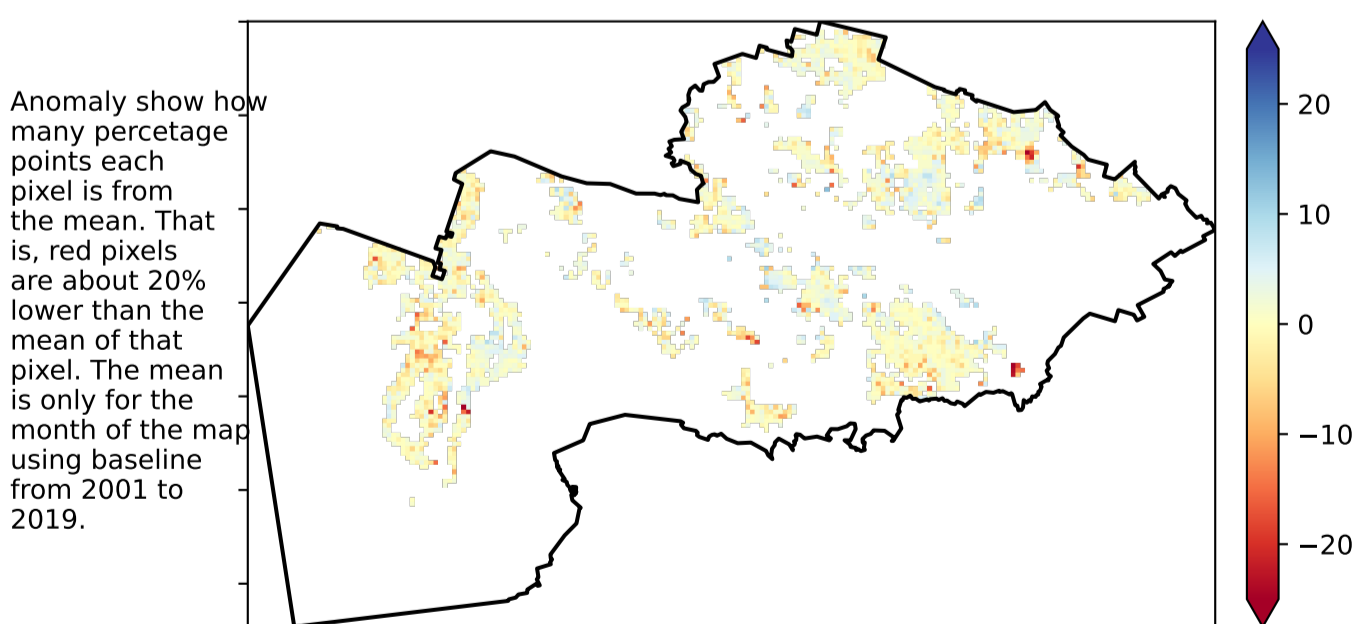 Anomaly show how
many percetage
points each
pixel is from
the mean. That
is, red pixels
are about 20%
lower than the
mean of that
pixel. The mean
is only for the
month of the map
using baseline
from 2001 to
2019.
20
10
0
−10
−20